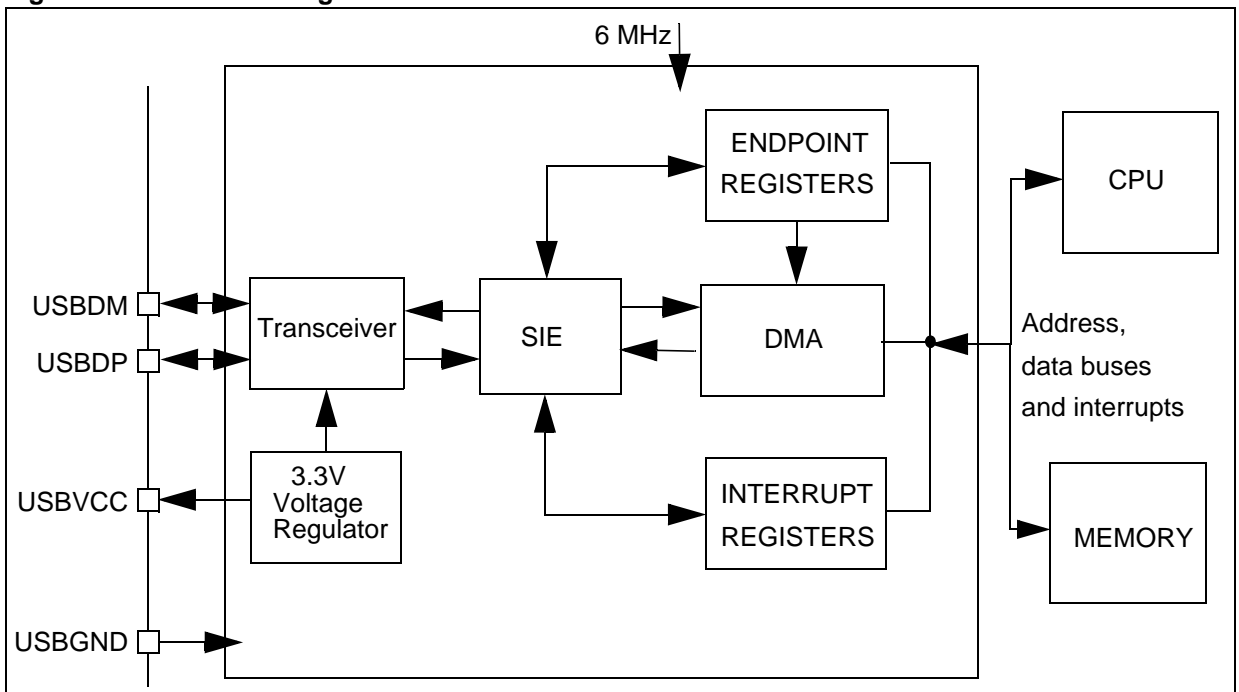 6 MHz
ENDPOINT
REGISTERS
CPU
USBDM
Transceiver
SIE
DMA
Address,
data buses
and interrupts
USBDP
3.3V
Voltage
Regulator
USBVCC
INTERRUPT
REGISTERS
MEMORY
USBGND